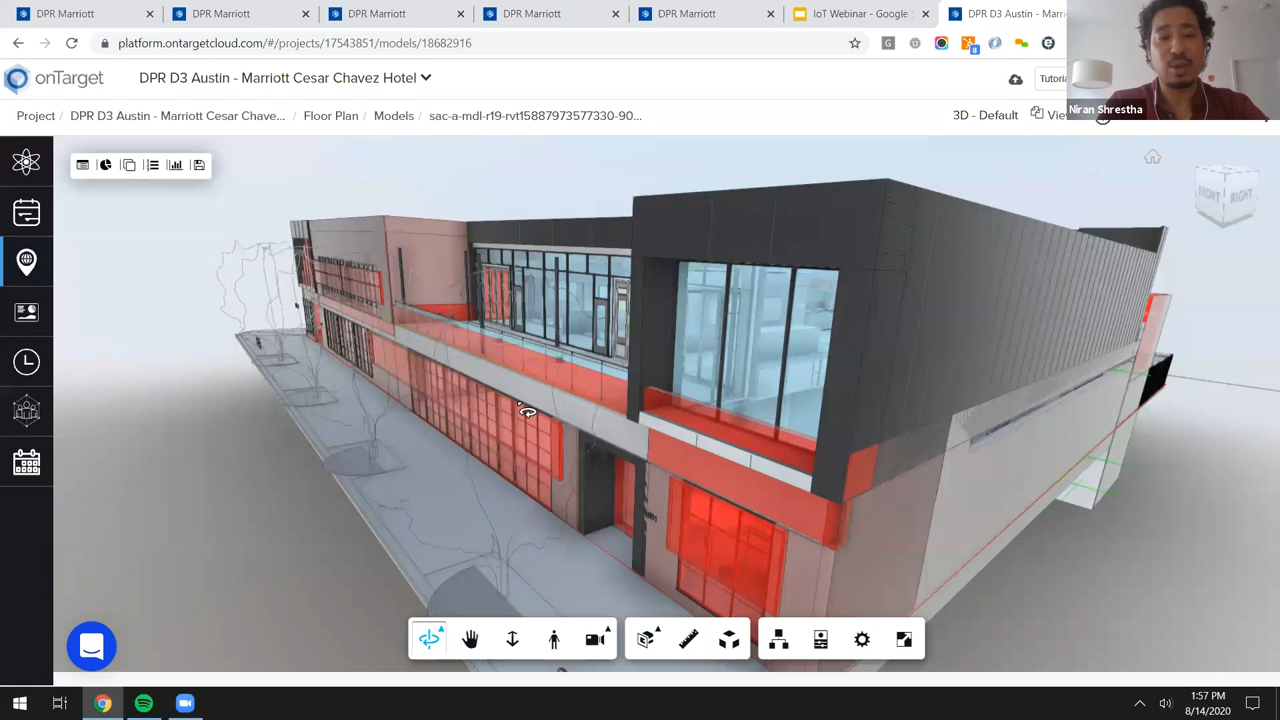 DPR Marriott
DPR Marriott
DPR Marriott
DPR Marriott
DPR Marriott
IoT Webinar - Google
DPR D3 Austin - Marri
platform.ontargetcloud.com/#/projects/17543851/models/18682916
8
onTarget
DPR D3 Austin - Marriott Cesar Chavez Hotel
Tutoria
Niran Shrestha
Project / DPR D3 Austin - Marriott Cesar Chave... / Floor Plan / Models / sac-a-mdl-r19-rvt15887973577330-90...
3D - Default
Vie
FRONT
RIGHT
1:57 PM
8/14/2020